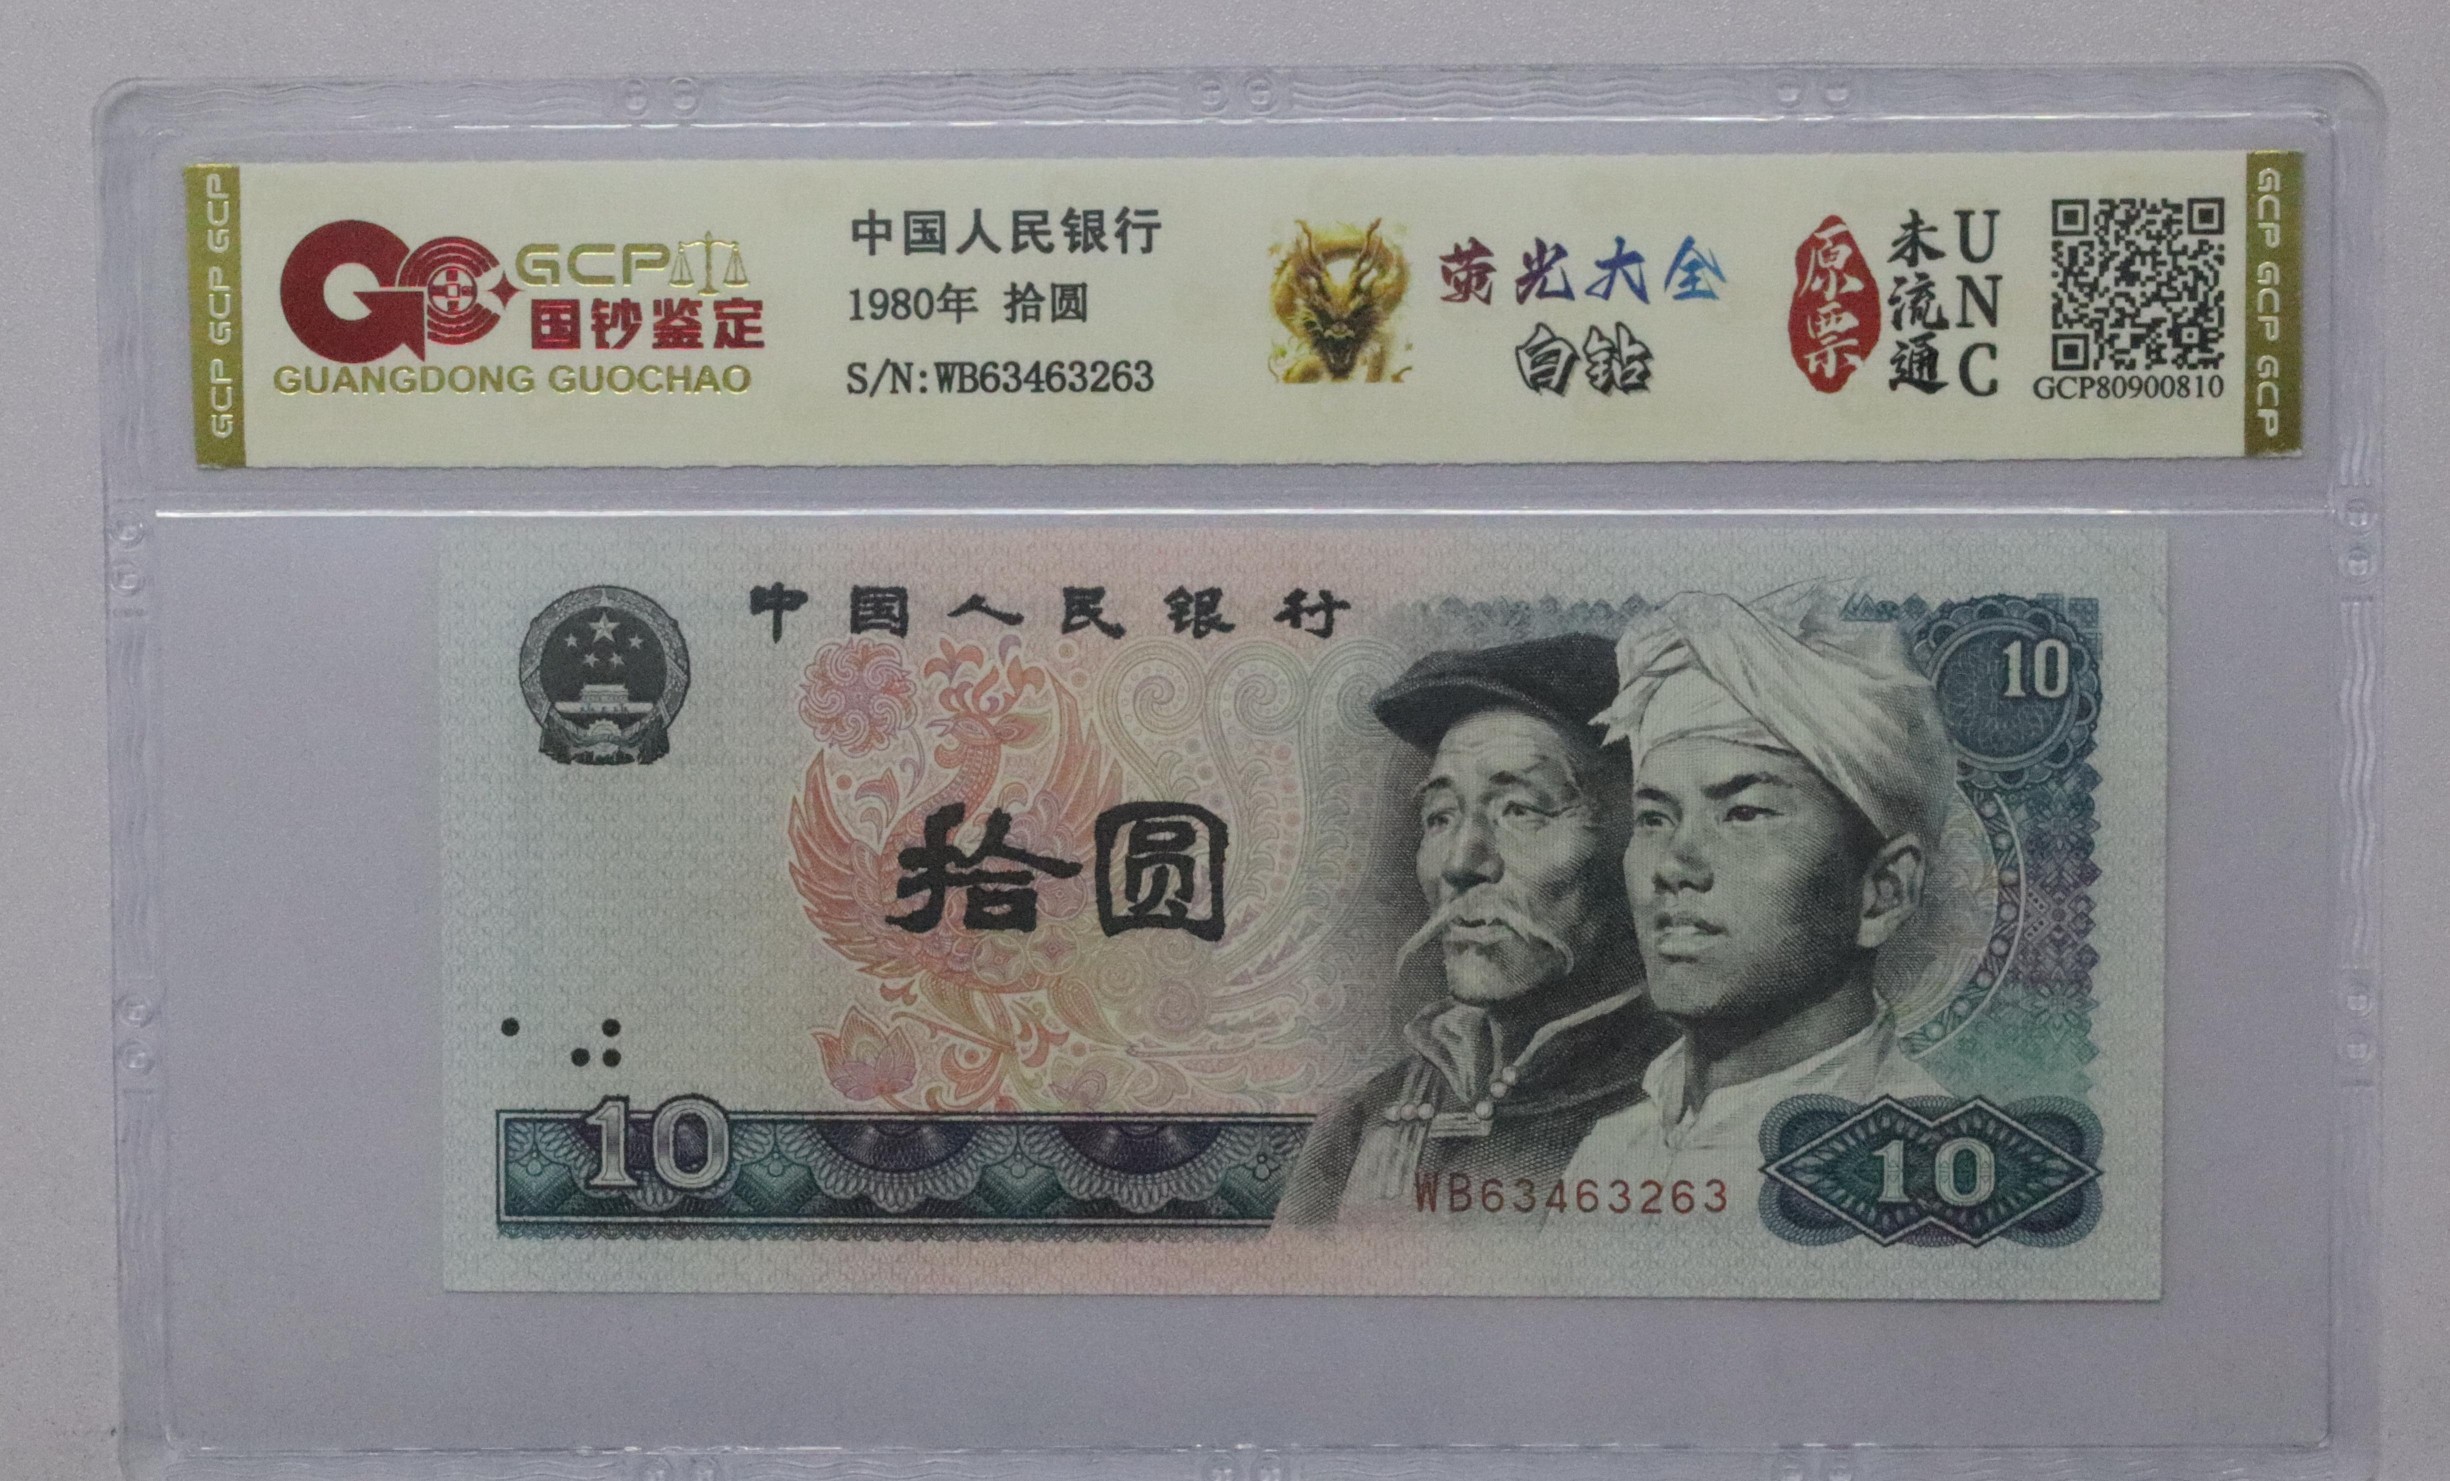 GCP GCP GCP GCP
GCP
国钞鉴定
GUANGDONG GUOCHAO
中国人民银行
1980年 拾圆
S/N:WB63463263
荧光大全
白钻
原票
未流通
UNC
GCP80900810
GCP GCP GCP GCP
中国人民银行
10
拾圆
10
WB63463263
10